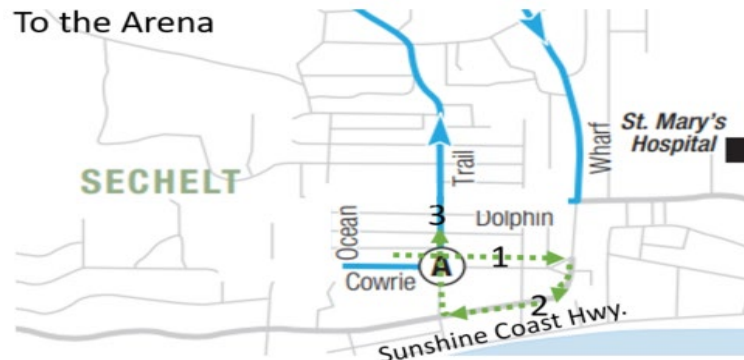 To the Arena
St. Mary's
Hospital
Wharf
Trail
SECHELT
Ocean
3
Dolphin
1
A
Cowrie
2
Sunshine Coast Hwy.